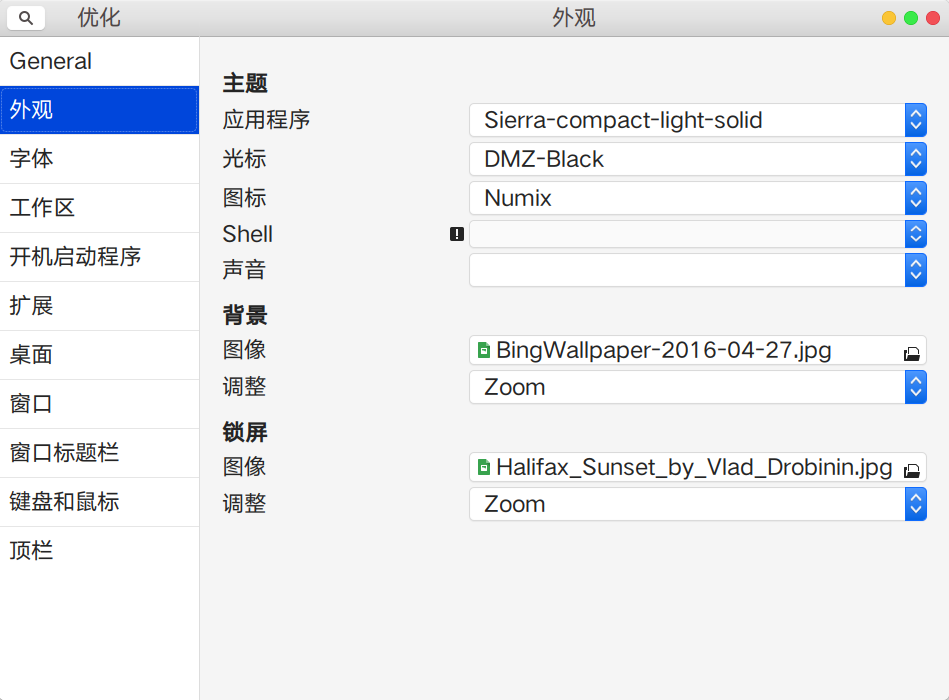 优化
外观
General
外观
字体
工作区
开机启动程序
扩展
桌面
窗口
窗口标题栏
键盘和鼠标
顶栏
主题
应用程序 Sierra-compact-light-solid
光标 DMZ-Black
图标 Numix
Shell
声音
背景
图像 BingWallpaper-2016-04-27.jpg
调整 Zoom
锁屏
图像 Halifax_Sunset_by_Vlad_Drobinin.jpg
调整 Zoom